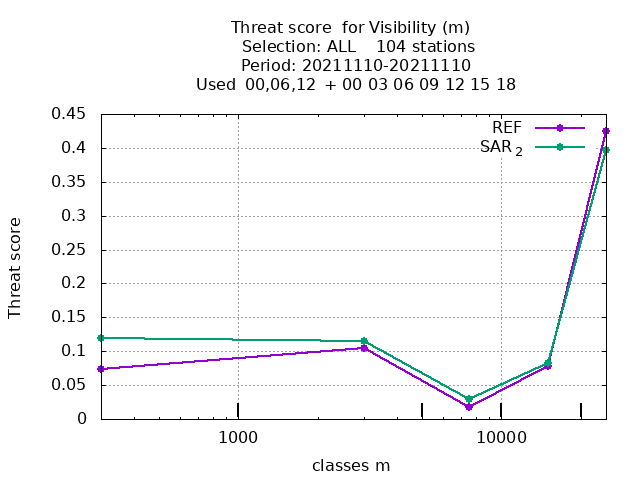 Threat score  for Visibility (m)
Selection: ALL    104 stations
Period: 20211110-20211110
Used  00,06,12  + 00 03 06 09 12 15 18
0.45
0.4
0.35
0.3
0.25
0.2
0.15
0.1
0.05
0
Threat score
REF
SAR 2
1000
10000
classes m